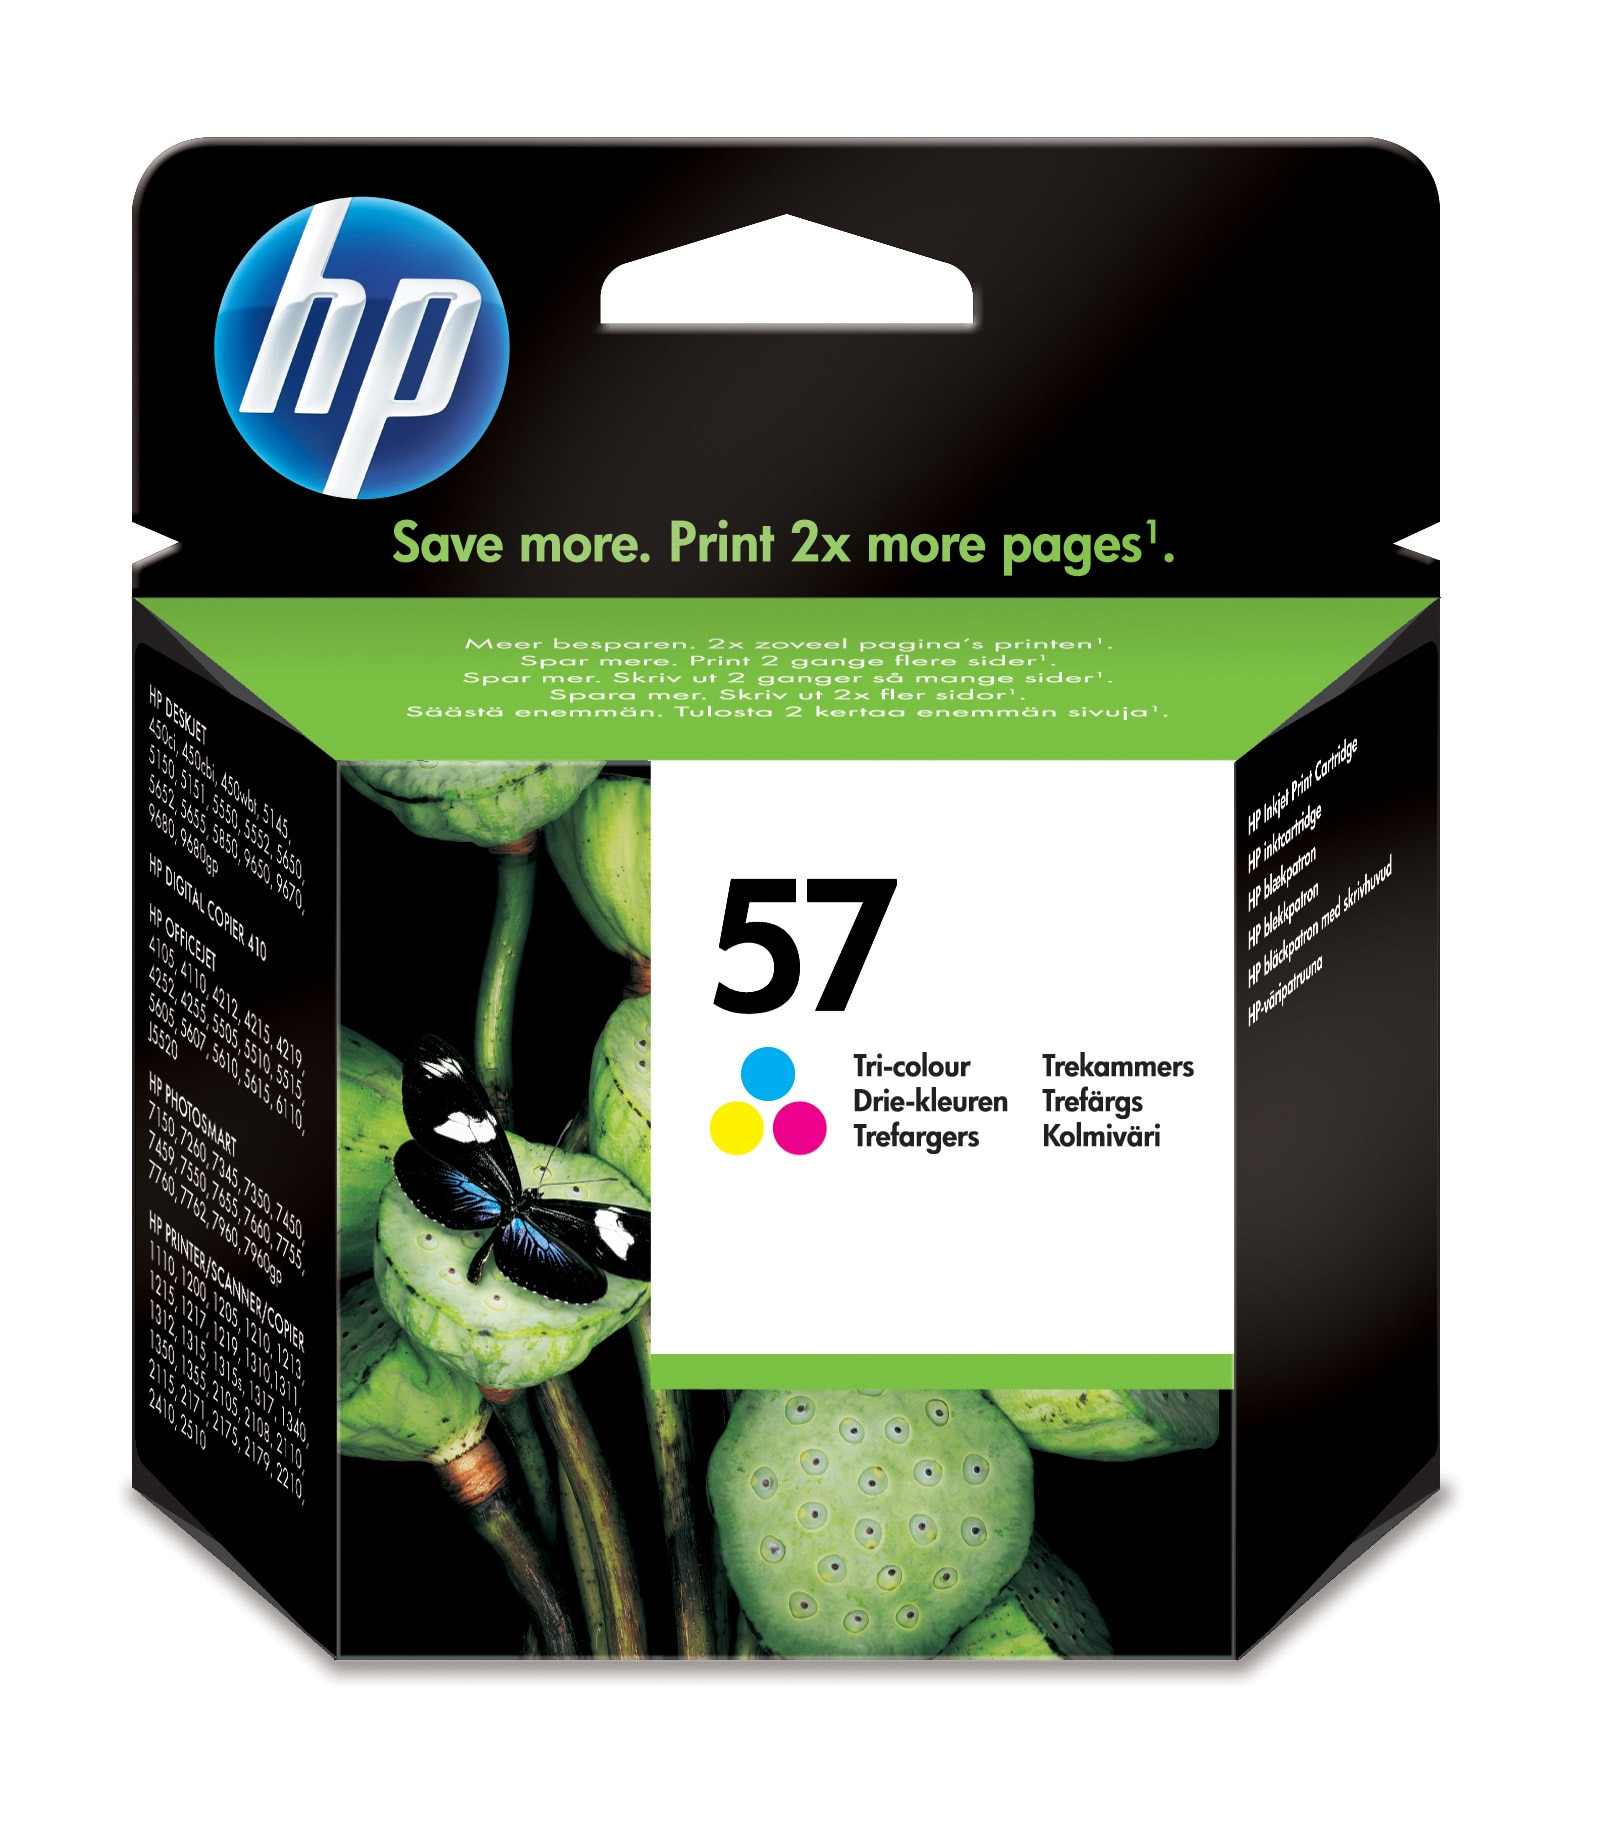 hp
Save more. Print 2x more pages¹.
Meer besparen. 2x zoveel pagina's printen¹.
Spar mere. Print 2 gange flere sider¹.
Spar mer. Skriv ut 2 ganger så mange sider¹.
Spara mer. Skriv ut 2x fler sidor¹.
Säästä enemmän. Tulosta 2 kertaa enemmän sivuja¹.
HP DESKJET
450ci, 450cbi, 450wbt, 5145,
5150, 5151, 5550, 5552, 5650,
5652, 5655, 5850, 9650, 9670,
9680, 9680gp
HP DIGITAL COPIER 410
HP OFFICEJET
4105, 4110, 4212, 4215, 4219,
4252, 4255, 5505, 5510, 5515,
5605, 5607, 5610, 5615, 6110,
J5520
HP PHOTOSMART
7150, 7260, 7345, 7350, 7450,
7459, 7550, 7655, 7660, 7755,
7760, 7762, 7960, 7960gp
HP PRINTER/SCANNER/COPIER
1110, 1200, 1205, 1210, 1213,
1215, 1217, 1219, 1310,1311,
1312, 1315, 1315s, 1317, 1340,
1350, 1355, 2105, 2108, 2110,
2115, 2171, 2175, 2179, 2210,
2410, 2510
57
Tri-colour
Drie-kleuren
Trefargers
Trekammers
Trefärgs
Kolmiväri
HP Inkjet Print Cartridge
HP inktcartridge
HP blækpatron
HP blekkpatron
HP bläckpatron med skrivhuvud
HP-väripatruuna